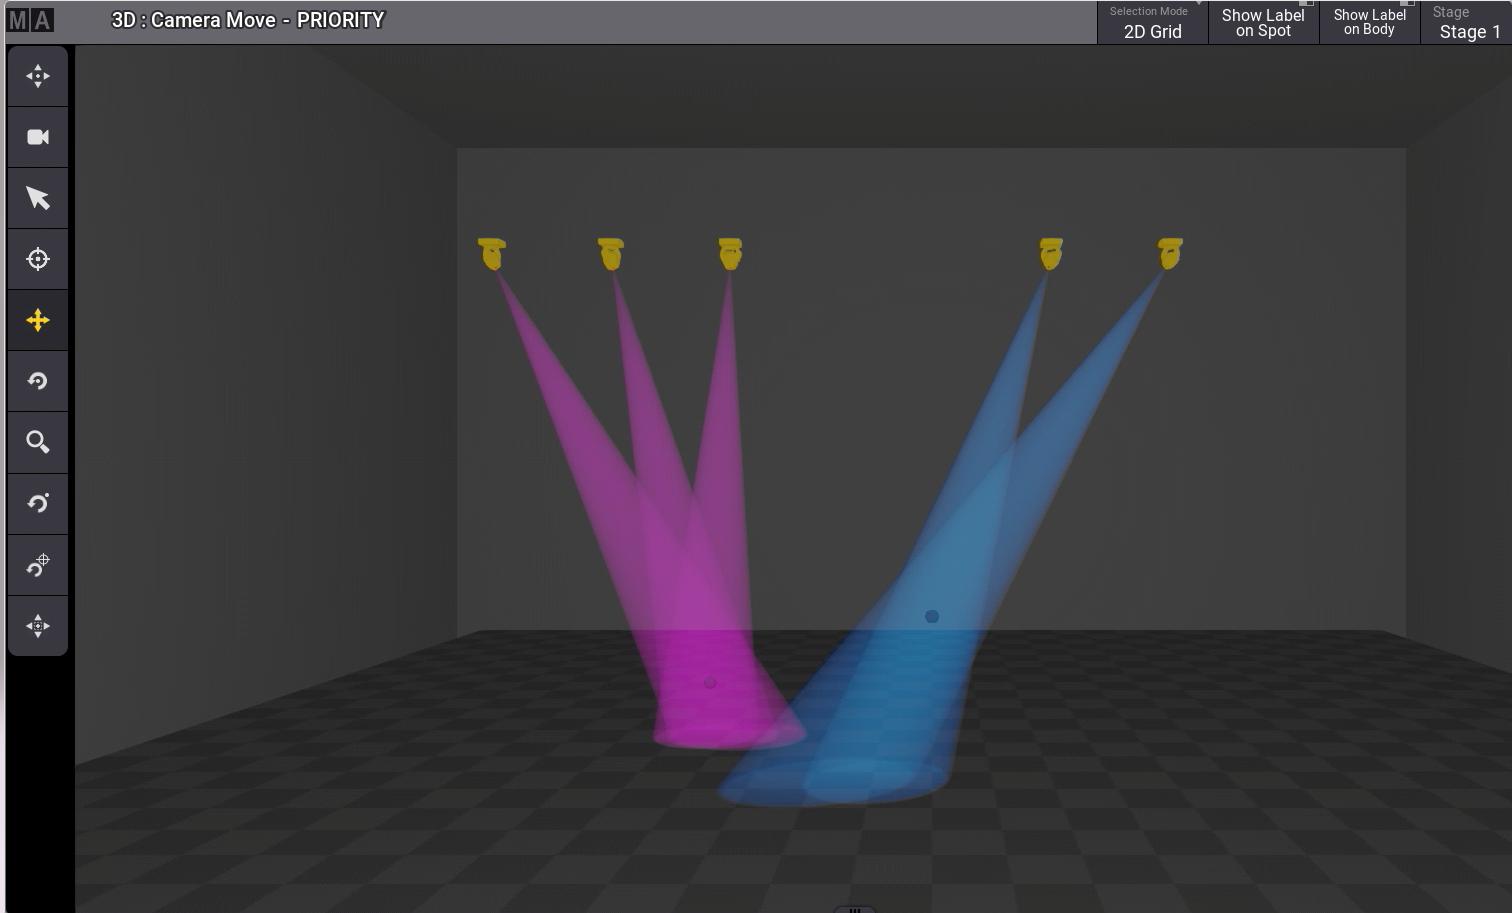 MA
3D : Camera Move - PRIORITY
Selection Mode
2D Grid
Show Label
on Spot
Show Label
on Body
Stage
Stage 1